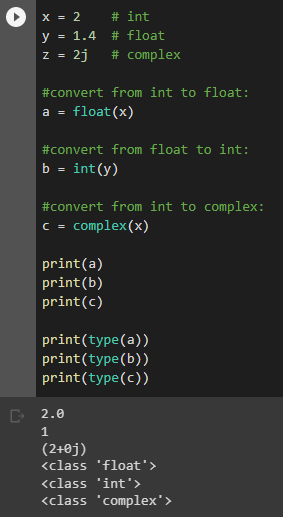 x = 2    # int
y = 1.4  # float
z = 2j   # complex
#convert from int to float:
a = float(x)
#convert from float to int:
b = int(y)
#convert from int to complex:
c = complex(x)
print(a)
print(b)
print(c)
print(type(a))
print(type(b))
print(type(c))
2.0
1
(2+0j)
<class 'float'>
<class 'int'>
<class 'complex'>